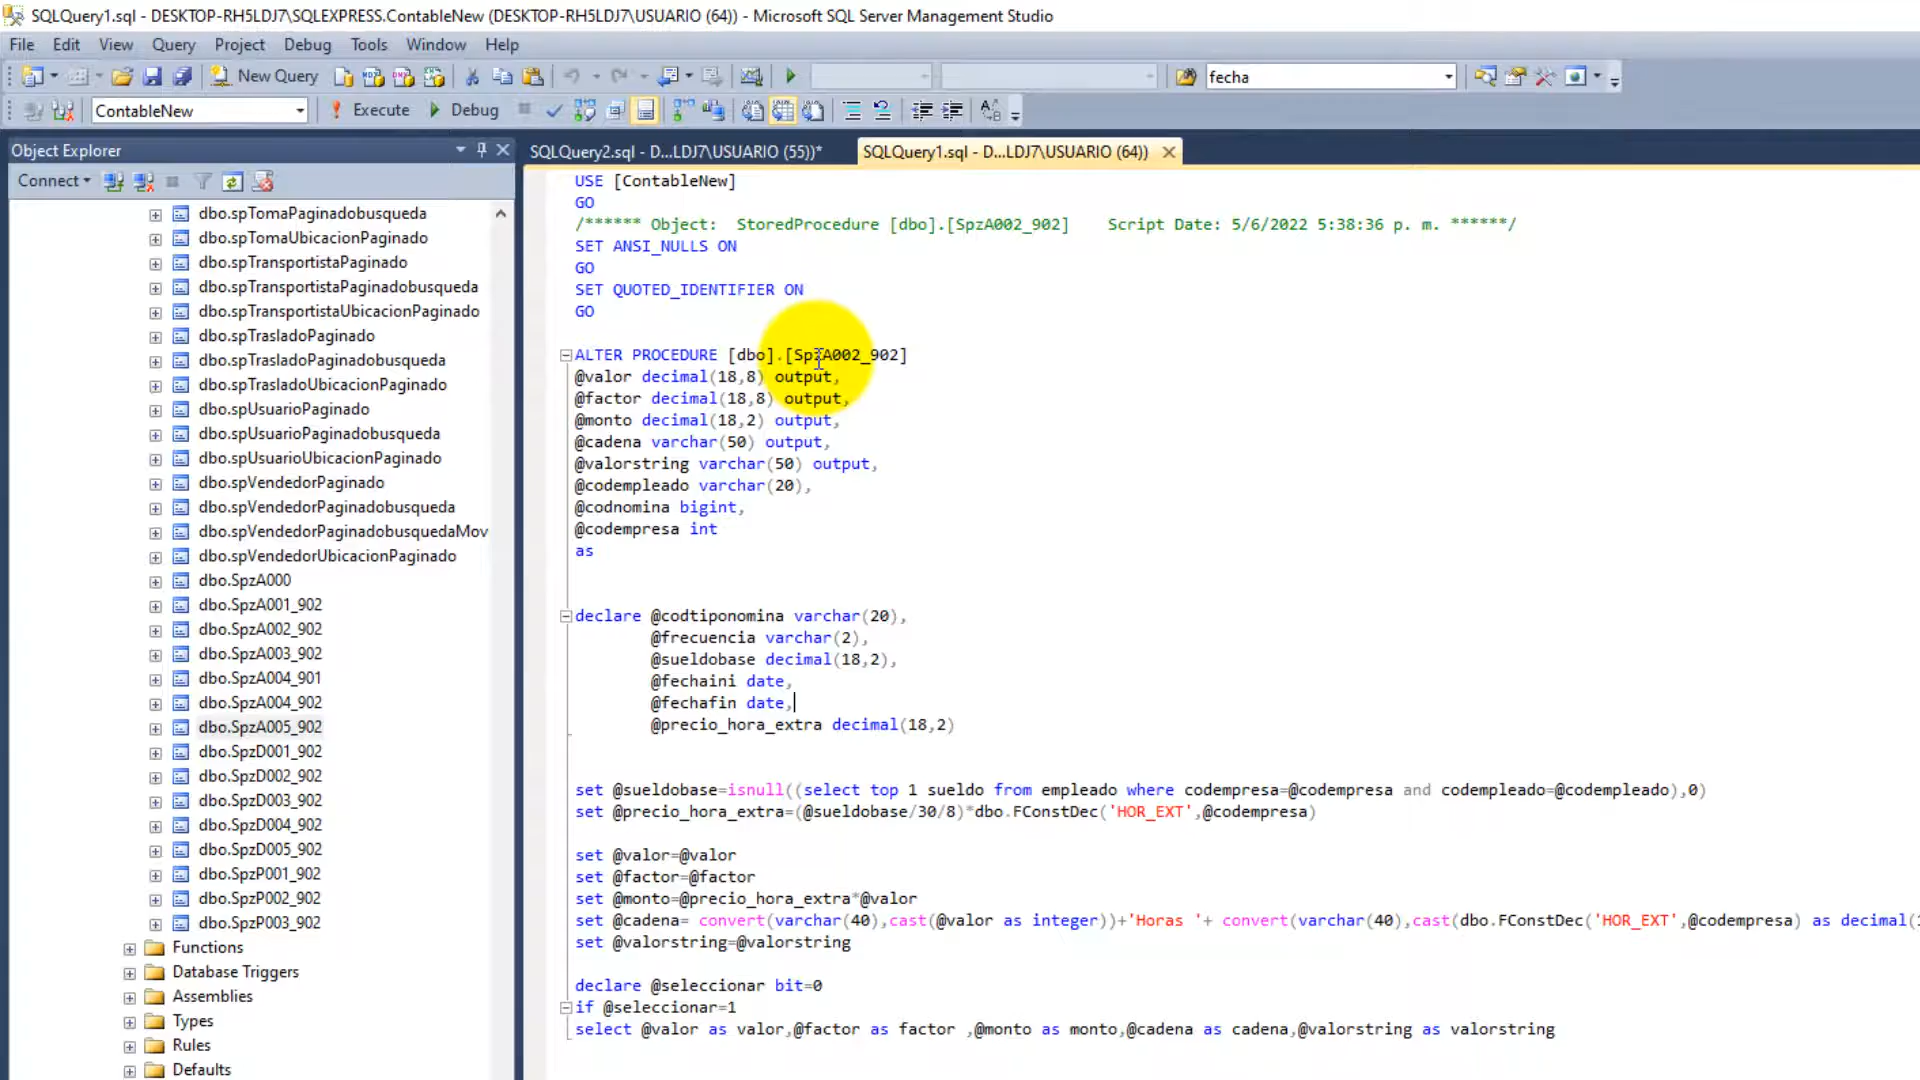 SQLQuery1.sql - DESKTOP-RH5LDJ7\SQLEXPRESS.ContableNew (DESKTOP-RH5LDJ7\USUARIO (64)) - Microsoft SQL Server Management Studio
File Edit View Query Project Debug Tools Window Help
New Query fecha
ContableNew Execute Debug
Object Explorer
SQLQuery2.sql - D...LDJ7\USUARIO (55))* SQLQuery1.sql - D...LDJ7\USUARIO (64))
Connect
dbo.spTomaPaginadobusqueda
dbo.spTomaUbicacionPaginado
dbo.spTransportistaPaginado
dbo.spTransportistaPaginadobusqueda
dbo.spTransportistaUbicacionPaginado
dbo.spTrasladoPaginado
dbo.spTrasladoPaginadobusqueda
dbo.spTrasladoUbicacionPaginado
dbo.spUsuarioPaginado
dbo.spUsuarioPaginadobusqueda
dbo.spUsuarioUbicacionPaginado
dbo.spVendedorPaginado
dbo.spVendedorPaginadobusqueda
dbo.spVendedorPaginadobusquedaMov
dbo.spVendedorUbicacionPaginado
dbo.SpzA000
dbo.SpzA001_902
dbo.SpzA002_902
dbo.SpzA003_902
dbo.SpzA004_901
dbo.SpzA004_902
dbo.SpzA005_902
dbo.SpzD001_902
dbo.SpzD002_902
dbo.SpzD003_902
dbo.SpzD004_902
dbo.SpzD005_902
dbo.SpzP001_902
dbo.SpzP002_902
dbo.SpzP003_902
Functions
Database Triggers
Assemblies
Types
Rules
Defaults
USE [ContableNew]
GO
/****** Object:  StoredProcedure [dbo].[SpzA002_902]    Script Date: 5/6/2022 5:38:36 p. m. ******/
SET ANSI_NULLS ON
GO
SET QUOTED_IDENTIFIER ON
GO
ALTER PROCEDURE [dbo].[SpzA002_902]
@valor decimal(18,8) output,
@factor decimal(18,8) output,
@monto decimal(18,2) output,
@cadena varchar(50) output,
@valorstring varchar(50) output,
@codempleado varchar(20),
@codnomina bigint,
@codempresa int
as
declare @codtiponomina varchar(20),
@frecuencia varchar(2),
@sueldobase decimal(18,2),
@fechaini date,
@fechafin date,
@precio_hora_extra decimal(18,2)
set @sueldobase=isnull((select top 1 sueldo from empleado where codempresa=@codempresa and codempleado=@codempleado),0)
set @precio_hora_extra=(@sueldobase/30/8)*dbo.FConstDec('HOR_EXT',@codempresa)
set @valor=@valor
set @factor=@factor
set @monto=@precio_hora_extra*@valor
set @cadena= convert(varchar(40),cast(@valor as integer))+'Horas '+ convert(varchar(40),cast(dbo.FConstDec('HOR_EXT',@codempresa) as decimal(
set @valorstring=@valorstring
declare @seleccionar bit=0
if @seleccionar=1
select @valor as valor,@factor as factor ,@monto as monto,@cadena as cadena,@valorstring as valorstring